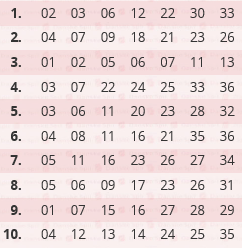 1. 02 03 06 12 22 30 33
2. 04 07 09 18 21 23 26
3. 01 02 05 06 07 11 13
4. 03 07 22 24 25 33 36
5. 03 06 11 20 23 28 32
6. 04 08 11 16 21 35 36
7. 05 11 16 23 26 27 34
8. 05 06 09 17 23 26 31
9. 01 07 15 16 27 28 29
10. 04 12 13 14 24 25 35